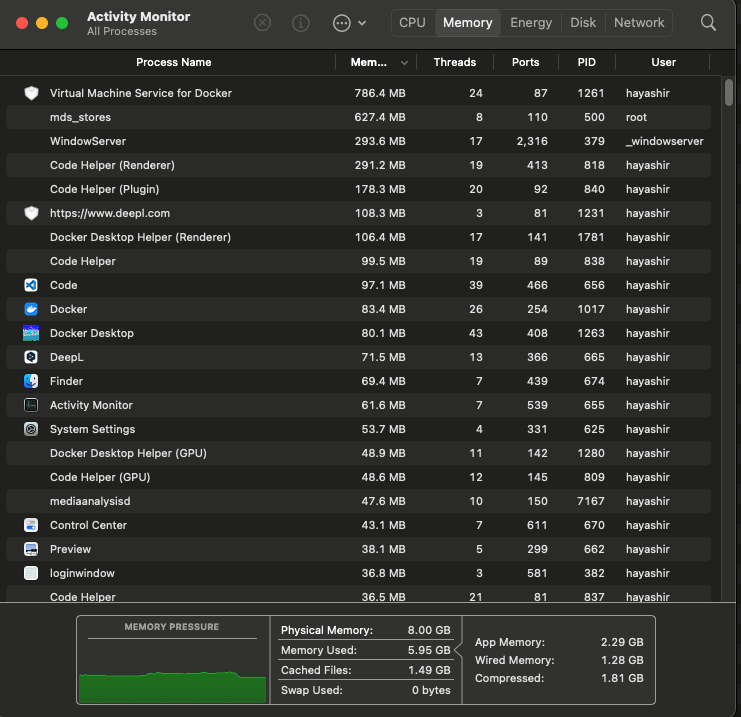 Activity Monitor
All Processes
CPU Memory Energy Disk Network
Process Name Mem... Threads Ports PID User
Virtual Machine Service for Docker 786.4 MB 24 87 1261 hayashir
mds_stores 627.4 MB 8 110 500 root
WindowServer 293.6 MB 17 2,316 379 _windowserver
Code Helper (Renderer) 291.2 MB 19 413 818 hayashir
Code Helper (Plugin) 178.3 MB 20 92 840 hayashir
https://www.deepl.com 108.3 MB 3 81 1231 hayashir
Docker Desktop Helper (Renderer) 106.4 MB 17 141 1781 hayashir
Code Helper 99.5 MB 19 89 838 hayashir
Code 97.1 MB 39 466 656 hayashir
Docker 83.4 MB 26 254 1017 hayashir
Docker Desktop 80.1 MB 43 408 1263 hayashir
DeepL 71.5 MB 13 366 665 hayashir
Finder 69.4 MB 7 439 674 hayashir
Activity Monitor 61.6 MB 7 539 655 hayashir
System Settings 53.7 MB 4 331 625 hayashir
Docker Desktop Helper (GPU) 48.9 MB 11 142 1280 hayashir
Code Helper (GPU) 48.6 MB 12 145 809 hayashir
mediaanalysisd 47.6 MB 10 150 7167 hayashir
Control Center 43.1 MB 7 611 670 hayashir
Preview 38.1 MB 5 299 662 hayashir
loginwindow 36.8 MB 3 581 382 hayashir
Code Helper 36.5 MB 21 81 837 hayashir
MEMORY PRESSURE
Physical Memory: 8.00 GB
Memory Used: 5.95 GB
Cached Files: 1.49 GB
Swap Used: 0 bytes
App Memory: 2.29 GB
Wired Memory: 1.28 GB
Compressed: 1.81 GB